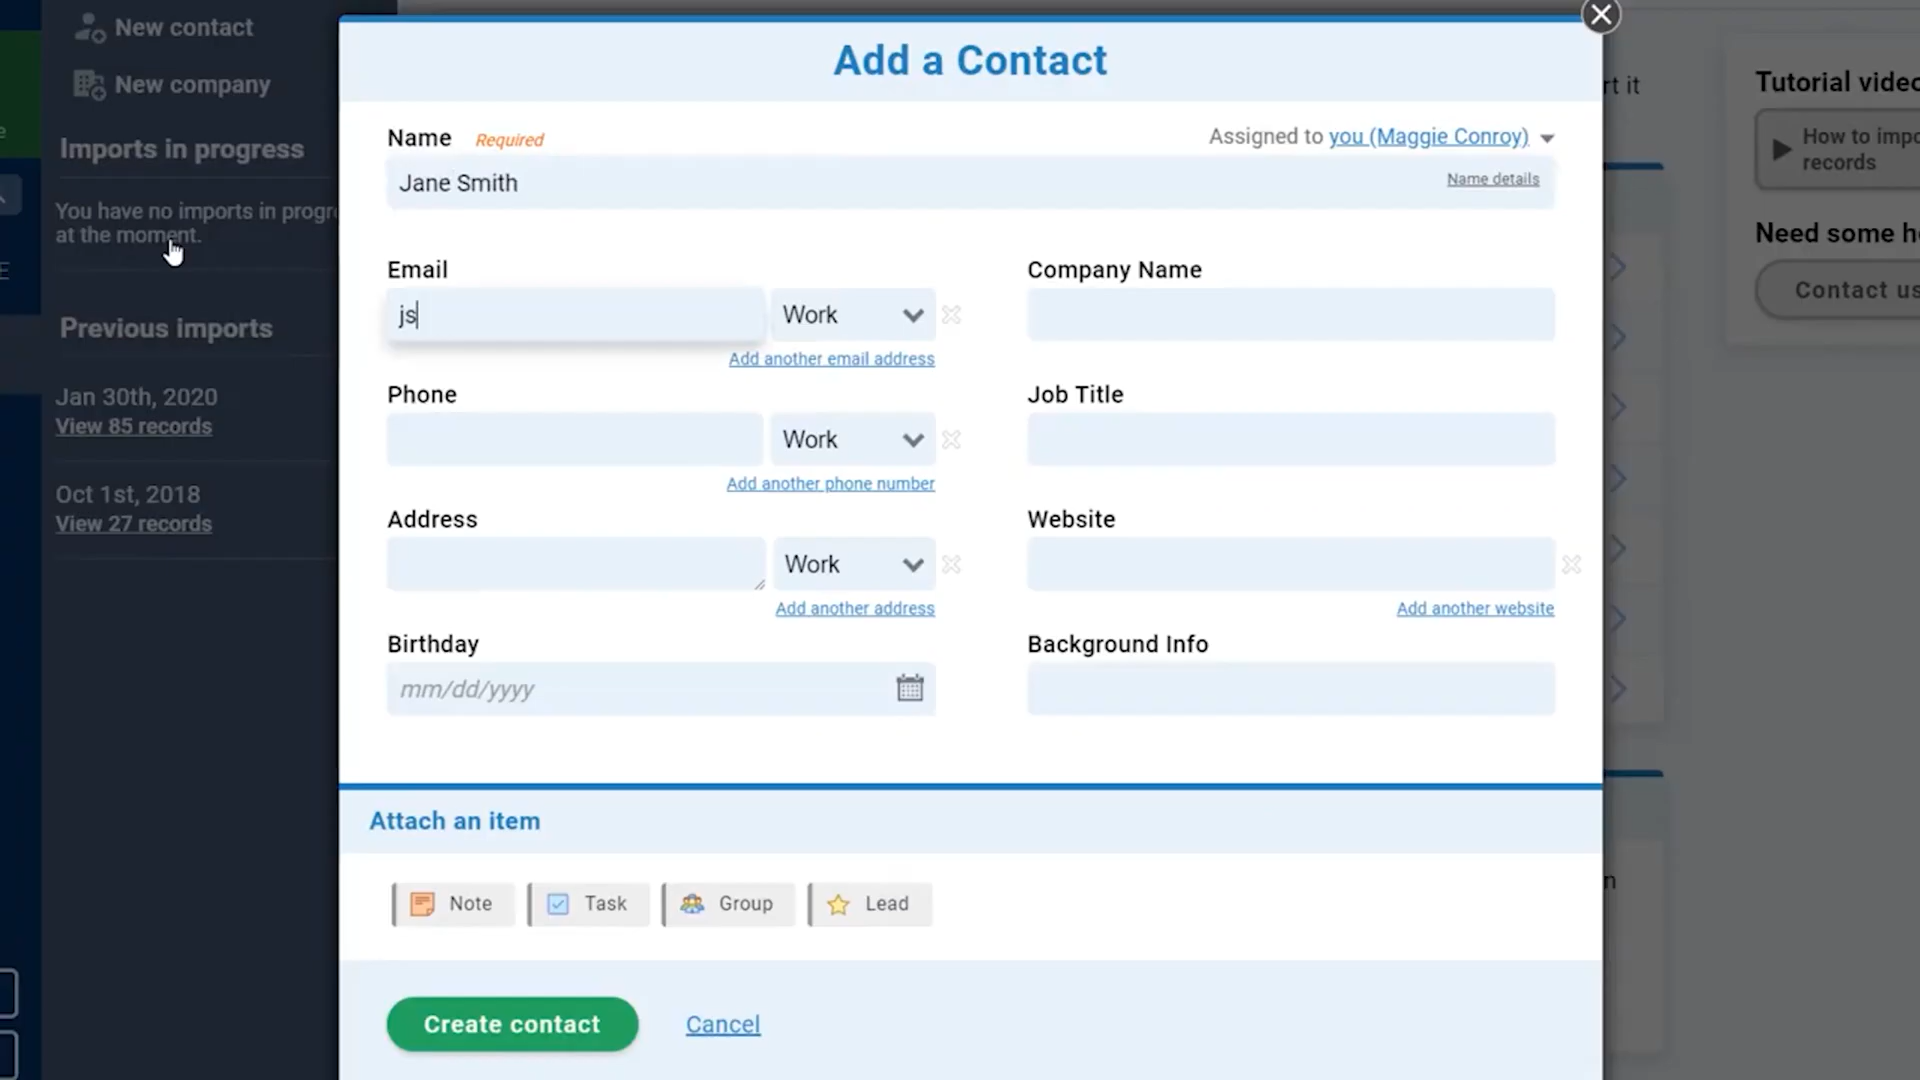 New contact
New company
Imports in progress
You have no imports in
at the moment.
Previous imports
Jan 30th, 2020
View 85 records
Oct 1st, 2018
View 27 records
Add a Contact
Name Required
Assigned to you (Maggie Conroy)
Jane Smith
Name details
Email
js
Work
Add another email address
Company Name
Phone
Work
Add another phone number
Job Title
Address
Work
Add another address
Website
Add another website
Birthday
mm/dd/yyyy
Background Info
Attach an item
Note
Task
Group
Lead
Create contact
Cancel
it
Tutorial
How to
records
Need some
Contact us